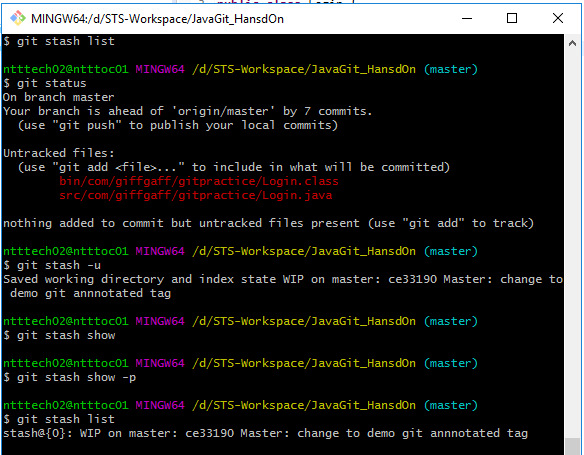 public class Login {
MINGW64:/d/STS-Workspace/JavaGit_HansdOn
$ git stash list
ntttech02@ntttoc01 MINGW64 /d/STS-Workspace/JavaGit_HansdOn (master)
$ git status
On branch master
Your branch is ahead of 'origin/master' by 7 commits.
  (use "git push" to publish your local commits)
Untracked files:
  (use "git add <file>..." to include in what will be committed)
        bin/com/giffgaff/gitpractice/Login.class
        src/com/giffgaff/gitpractice/Login.java
nothing added to commit but untracked files present (use "git add" to track)
ntttech02@ntttoc01 MINGW64 /d/STS-Workspace/JavaGit_HansdOn (master)
$ git stash -u
Saved working directory and index state WIP on master: ce33190 Master: change to
 demo git annnotated tag
ntttech02@ntttoc01 MINGW64 /d/STS-Workspace/JavaGit_HansdOn (master)
$ git stash show
ntttech02@ntttoc01 MINGW64 /d/STS-Workspace/JavaGit_HansdOn (master)
$ git stash show -p
ntttech02@ntttoc01 MINGW64 /d/STS-Workspace/JavaGit_HansdOn (master)
$ git stash list
stash@{0}: WIP on master: ce33190 Master: change to demo git annnotated tag